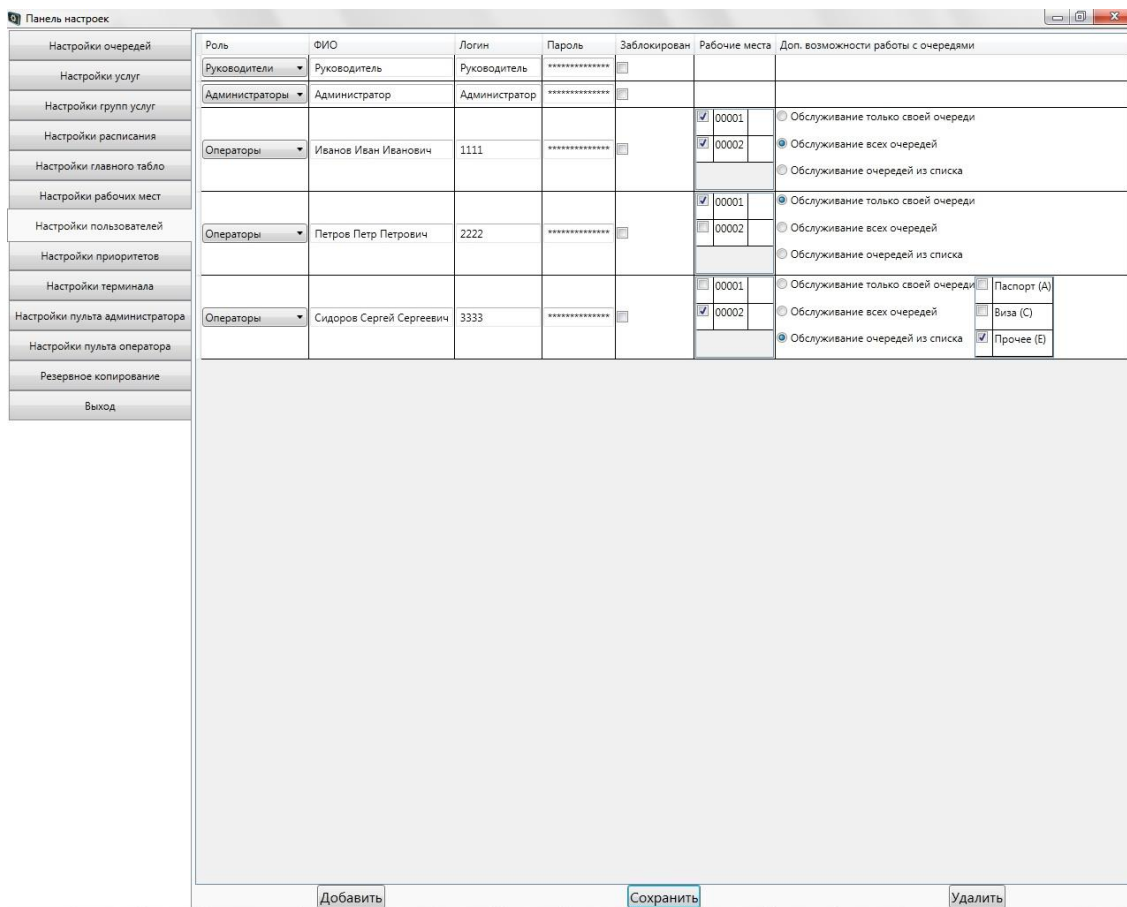 Панель настроек
Настройки очередей
Настройки услуг
Настройки групп услуг
Настройки расписания
Настройки главного табло
Настройки рабочих мест
Настройки пользователей
Настройки приоритетов
Настройки терминала
Настройки пульта администратора
Настройки пульта оператора
Резервное копирование
Выход
Роль ФИО Логин Пароль Заблокирован Рабочие места Доп. возможности работы с очередями
Руководители Руководитель Руководитель **************
Администраторы Администратор Администратор **************
00001 Обслуживание только своей очереди
Операторы Иванов Иван Иванович 1111 ************** 00002 Обслуживание всех очередей
Обслуживание очередей из списка
00001 Обслуживание только своей очереди
Операторы Петров Петр Петрович 2222 ************** 00002 Обслуживание всех очередей
Обслуживание очередей из списка
00001 Обслуживание только своей очереди Паспорт (A)
Операторы Сидоров Сергей Сергеевич 3333 ************** 00002 Обслуживание всех очередей Виза (C)
Обслуживание очередей из списка Прочее (E)
Добавить Сохранить Удалить